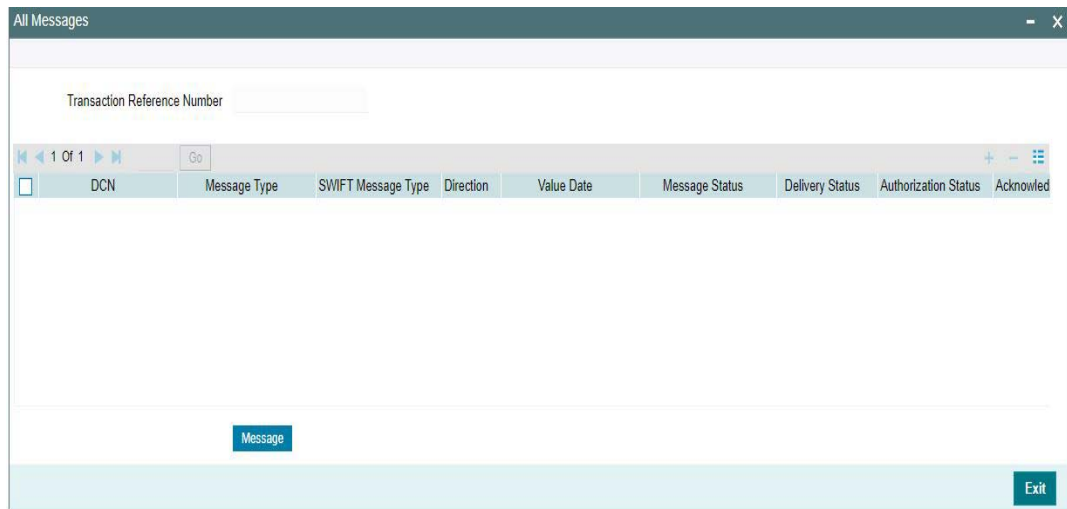 All Messages
Transaction Reference Number
1 Of 1 Go
DCN Message Type SWIFT Message Type Direction Value Date Message Status Delivery Status Authorization Status Acknowled
Message
Exit